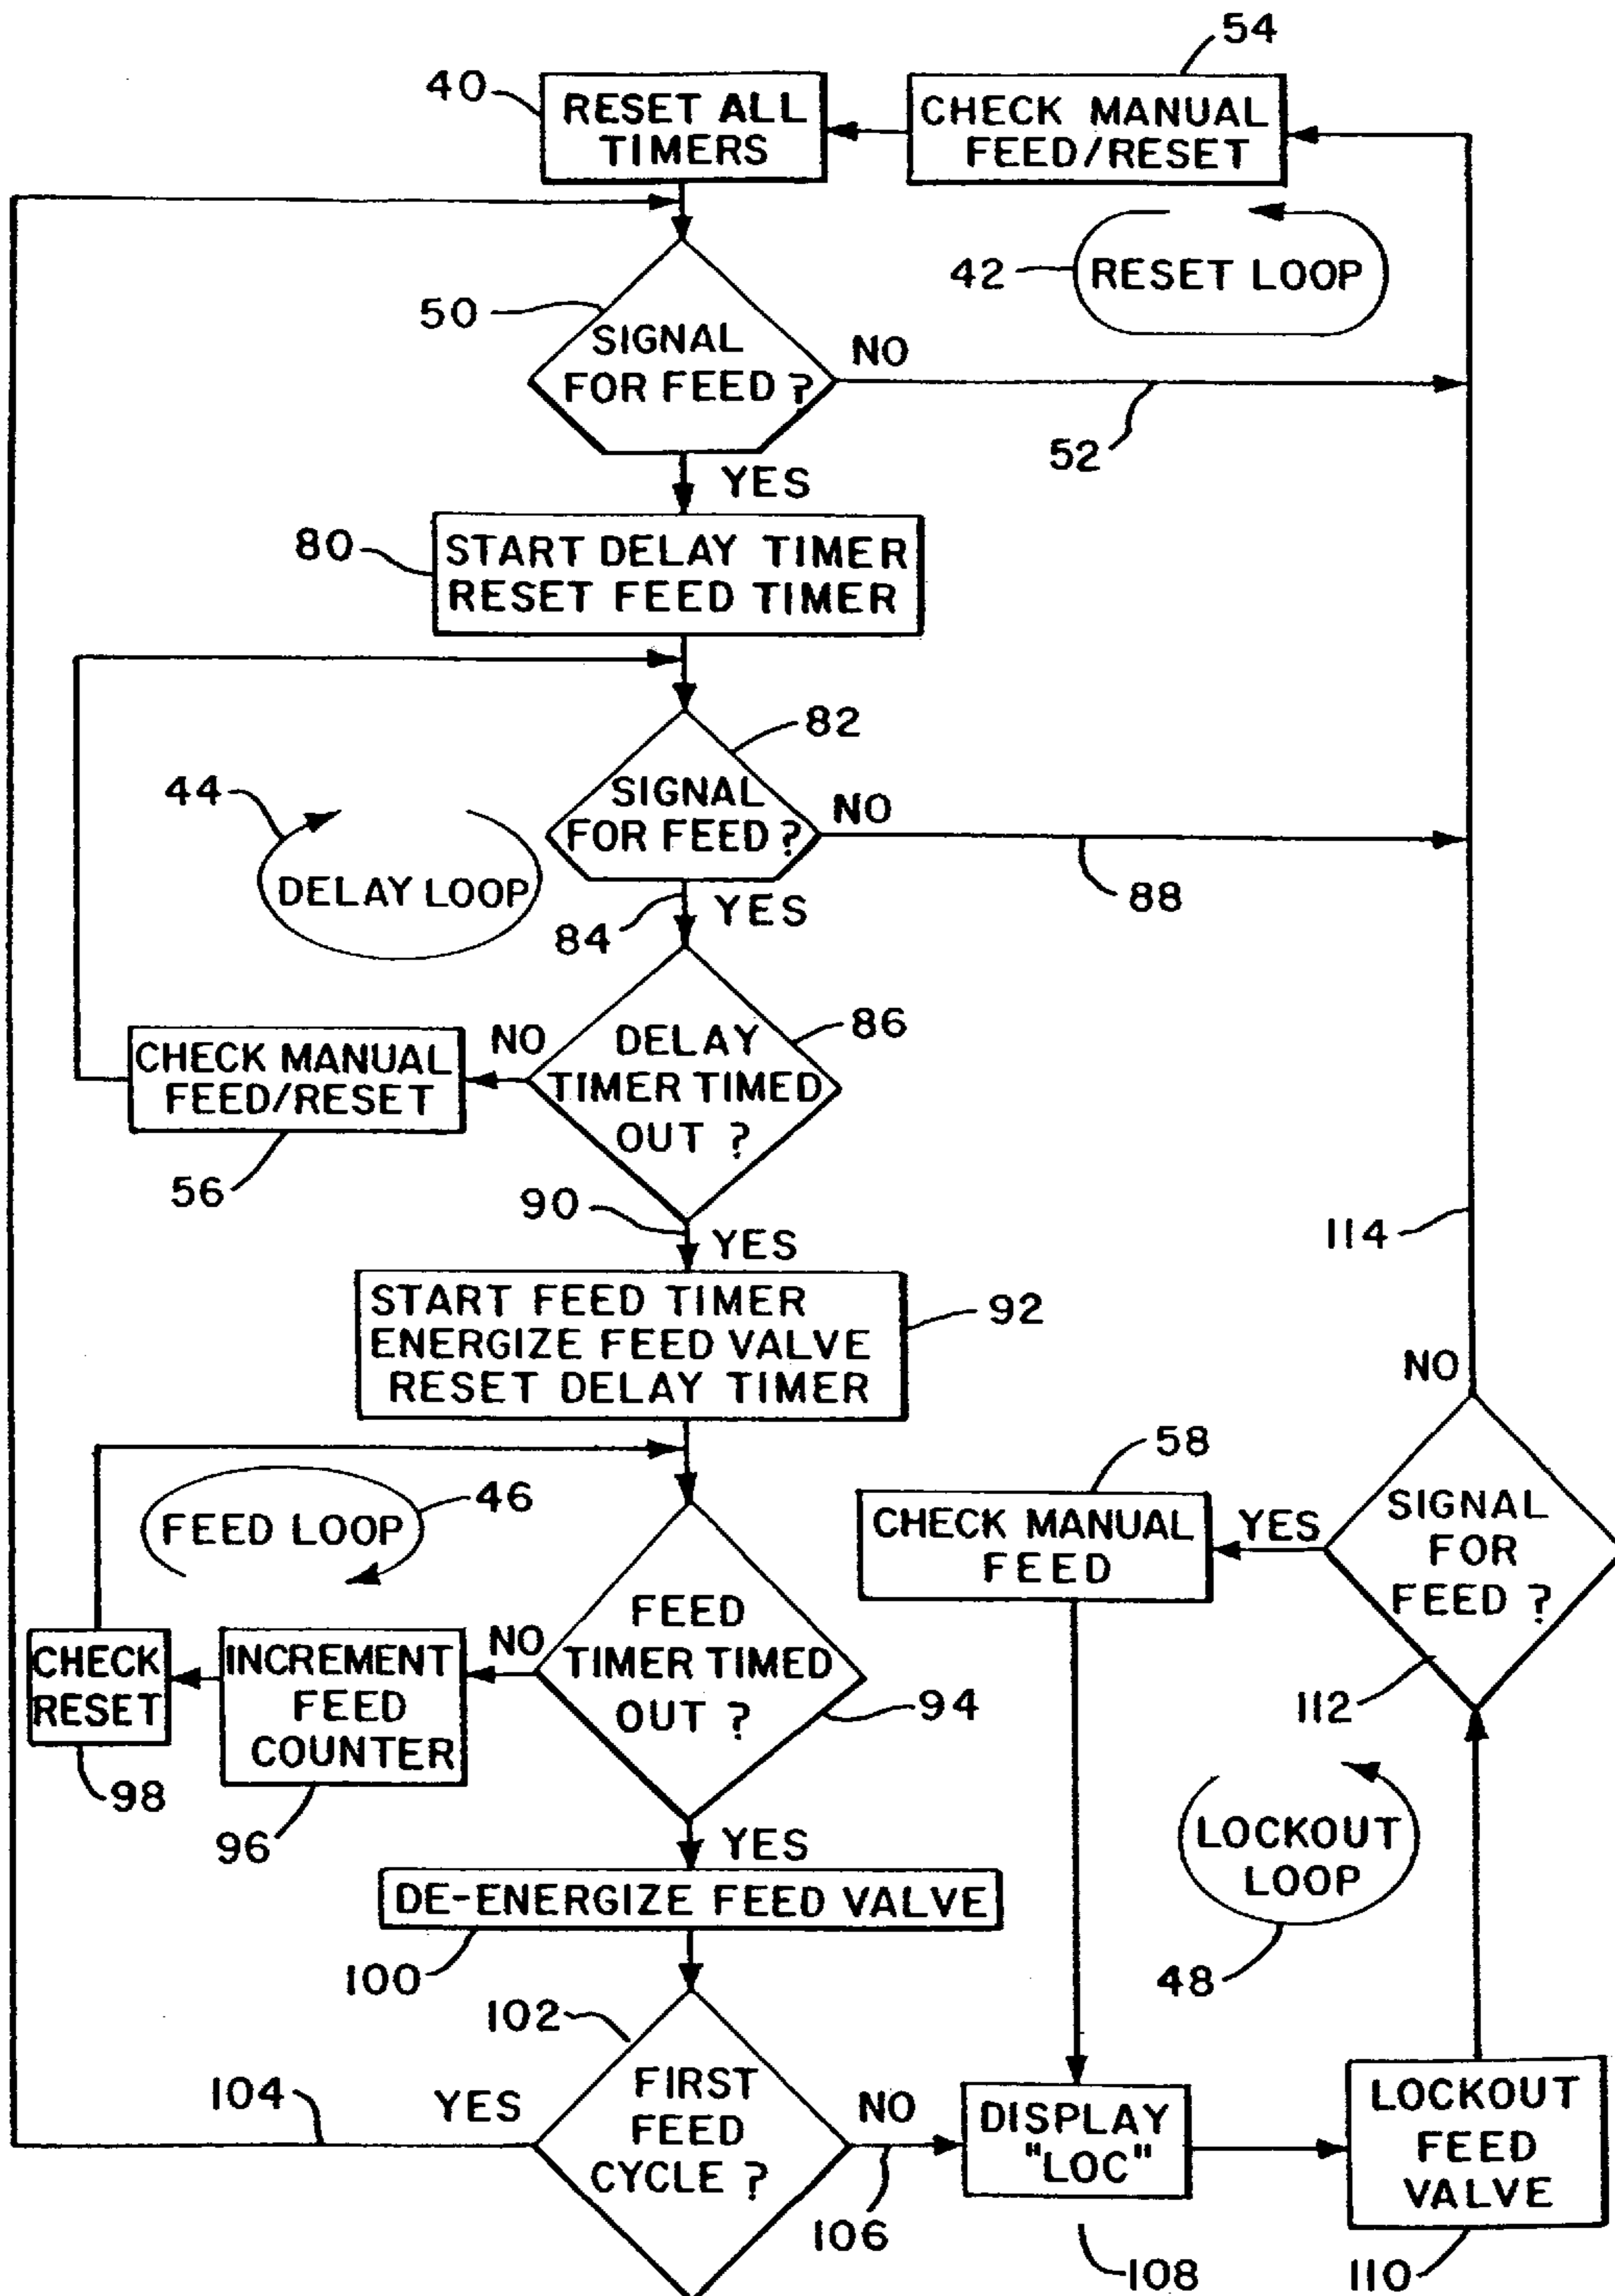 54
40
RESET ALL
TIMERS
CHECK MANUAL
FEED/RESET
42
RESET LOOP
50
SIGNAL
FOR FEED ?
NO
52
YES
80
START DELAY TIMER
RESET FEED TIMER
82
44
SIGNAL
FOR FEED ?
NO
DELAY LOOP
88
84
YES
86
DELAY
TIMER TIMED
OUT ?
NO
CHECK MANUAL
FEED/RESET
56
90
YES
114
START FEED TIMER
ENERGIZE FEED VALVE
RESET DELAY TIMER
92
NO
58
46
FEED LOOP
CHECK MANUAL
FEED
YES
SIGNAL
FOR
FEED ?
FEED
TIMER TIMED
OUT ?
NO
CHECK
RESET
INCREMENT
FEED
COUNTER
94
112
98
96
YES
LOCKOUT
LOOP
DE-ENERGIZE FEED VALVE
100
48
102
FIRST
FEED
CYCLE ?
104
YES
NO
DISPLAY
"LOC"
LOCKOUT
FEED
VALVE
106
108
110